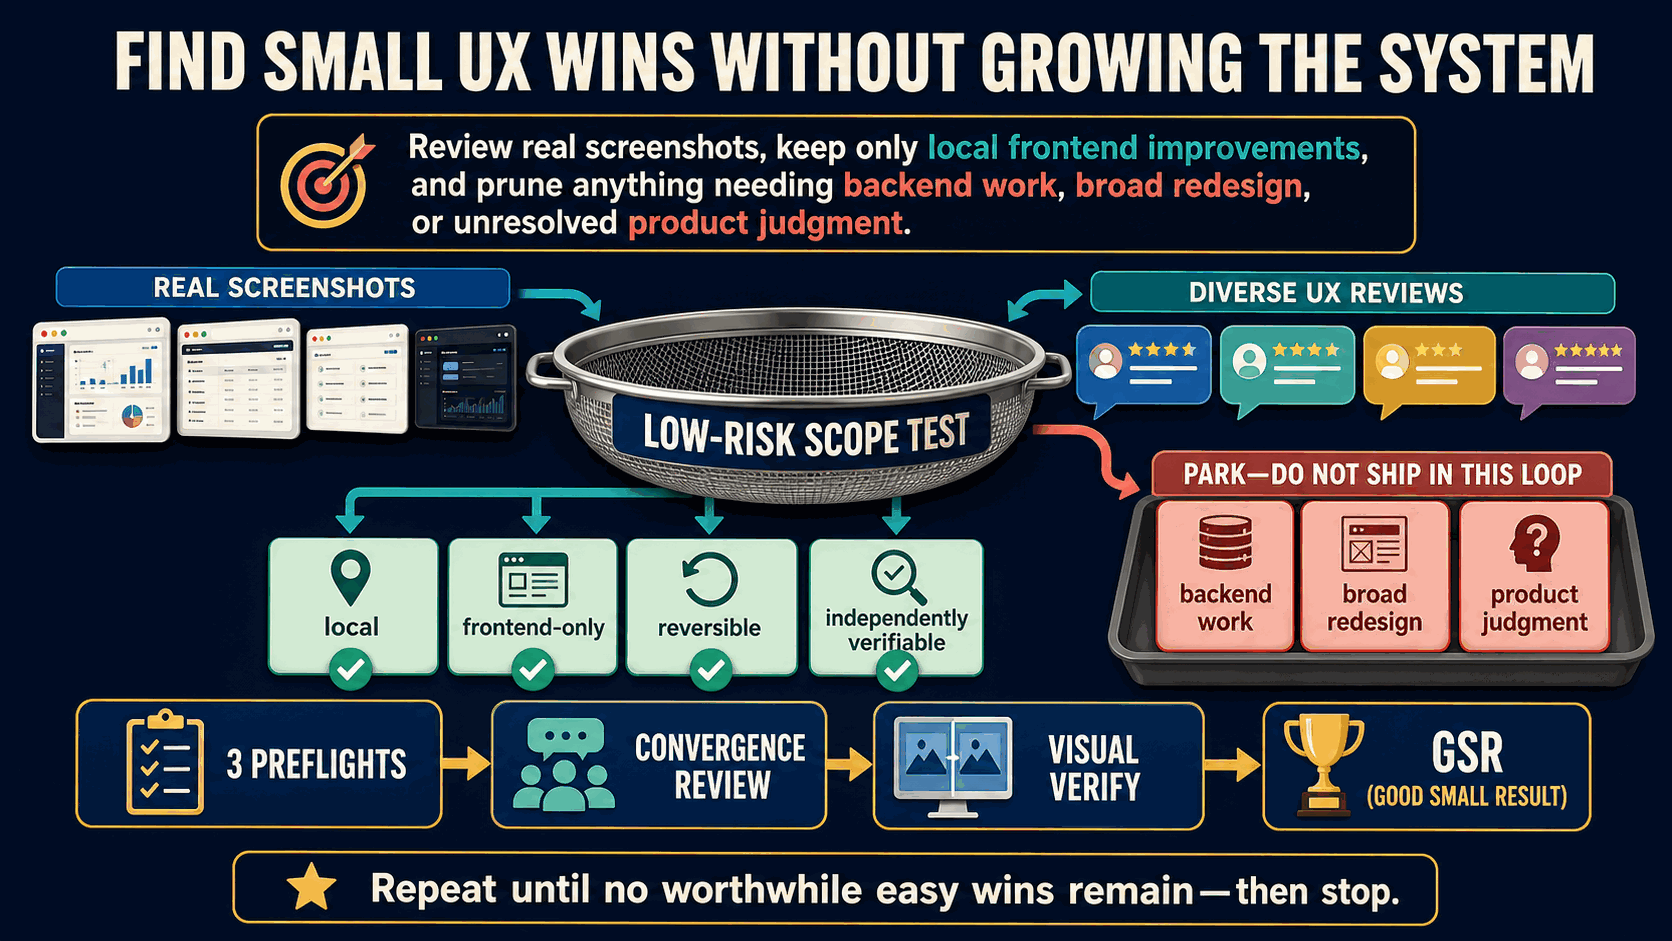 FIND SMALL UX WINS WITHOUT GROWING THE SYSTEM
Review real screenshots, keep only local frontend improvements,
and prune anything needing backend work, broad redesign,
or unresolved product judgment.
REAL SCREENSHOTS
DIVERSE UX REVIEWS
LOW-RISK SCOPE TEST
PARK—DO NOT SHIP IN THIS LOOP
backend
work
broad
redesign
product
judgment
local
frontend-only
reversible
independently
verifiable
3 PREFLIGHTS
CONVERGENCE
REVIEW
VISUAL
VERIFY
GSR
(GOOD SMALL RESULT)
Repeat until no worthwhile easy wins remain—then stop.